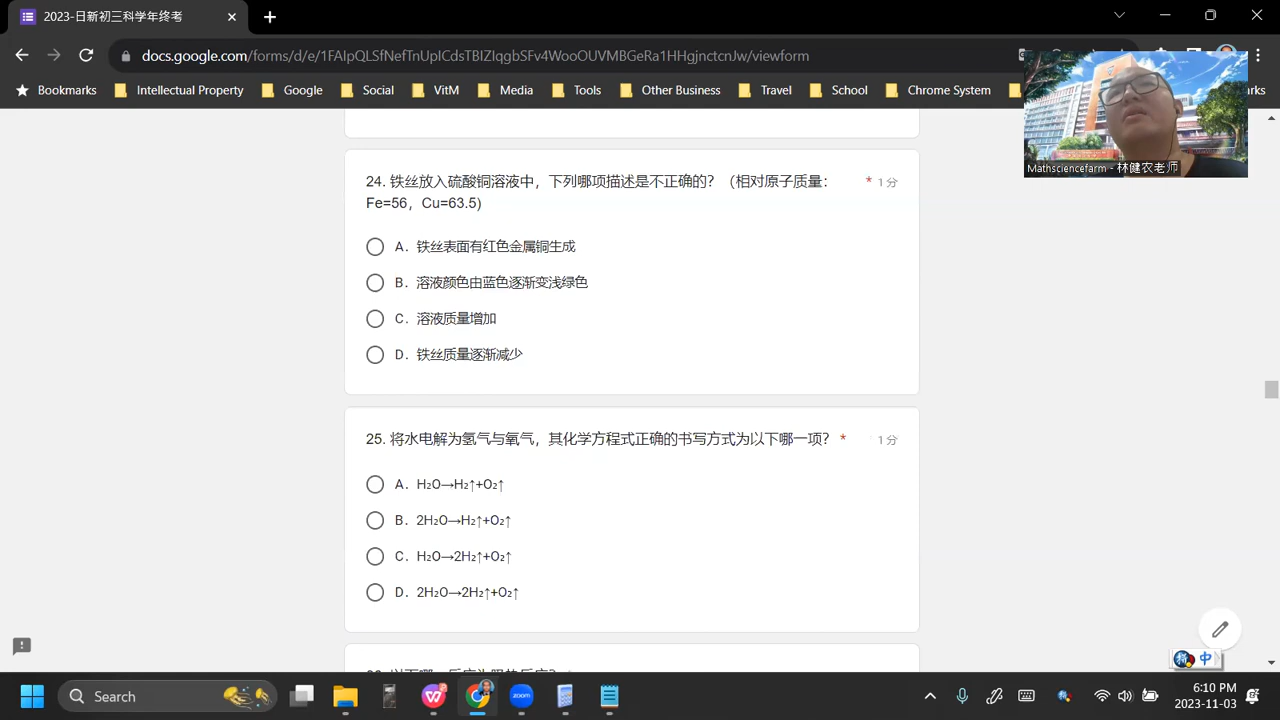 2023-日新初三科学年终考
docs.google.com/forms/d/e/1FAIpQLSfNefTnUpICdsTBIZIqgbSEy4WooOUVMBGeRa1HHgjnctcnJw/viewform
Bookmarks
Intellectual Property
Google
Social
VitM
Media
Tools
Other Business
Travel
School
Chrome System
Mathsciencefarm - 林健农老师
24. 铁丝放入硫酸铜溶液中，下列哪项描述是不正确的？（相对原子质量： * 1 分
Fe=56，Cu=63.5)
A．铁丝表面有红色金属铜生成
B．溶液颜色由蓝色逐渐变浅绿色
C．溶液质量增加
D．铁丝质量逐渐减少
25. 将水电解为氢气与氧气，其化学方程式正确的书写方式为以下哪一项？ * 1 分
A．H₂O→H₂↑+O₂↑
B．2H₂O→H₂↑+O₂↑
C．H₂O→2H₂↑+O₂↑
D．2H₂O→2H₂↑+O₂↑
中
Search
zoom
6:10 PM
2023-11-03